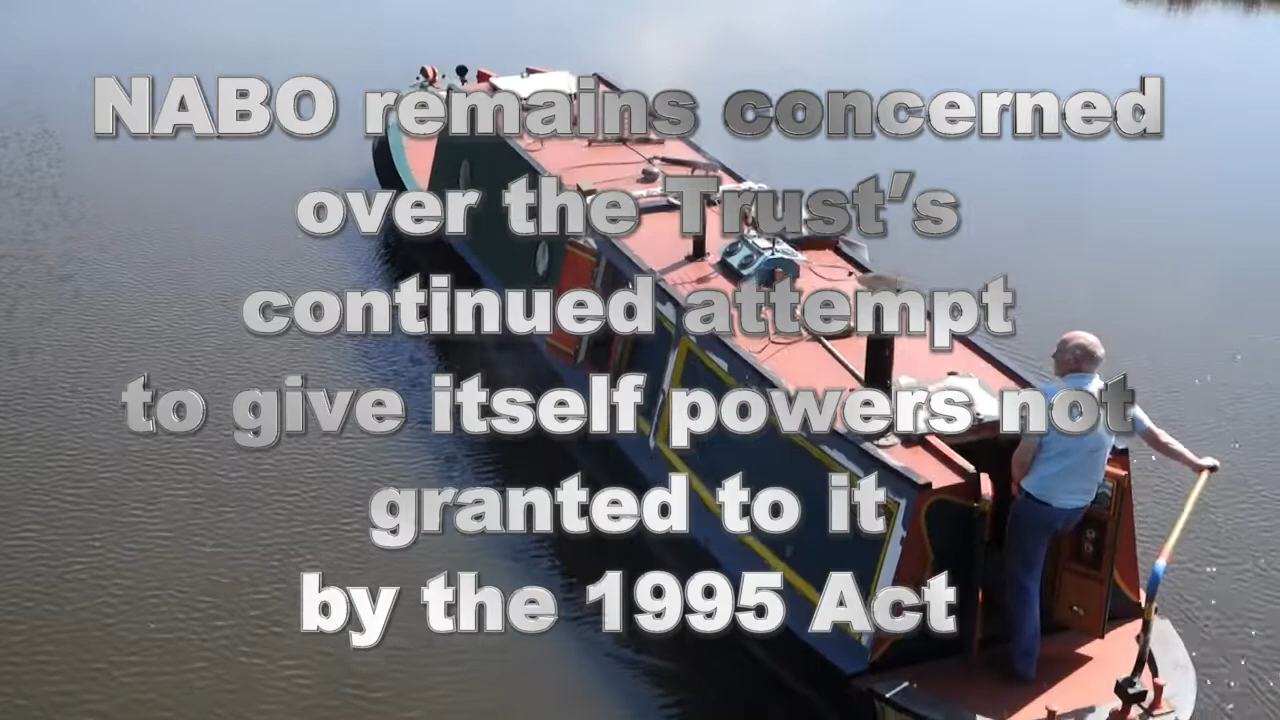 NABO remains concerned
over the Trust’s
continued attempt
to give itself powers not
granted to it
by the 1995 Act